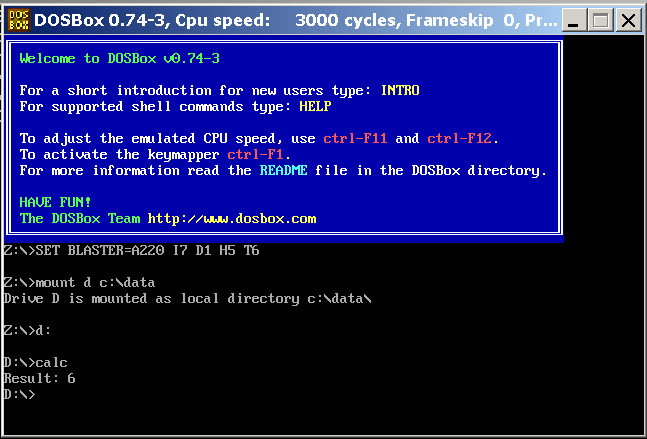 DOS
BOX
DOSBox 0.74-3, Cpu speed: 3000 cycles, Frameskip 0, Pr...
Welcome to DOSBox v0.74-3
For a short introduction for new users type: INTRO
For supported shell commands type: HELP
To adjust the emulated CPU speed, use ctrl-F11 and ctrl-F12.
To activate the keymapper ctrl-F1.
For more information read the README file in the DOSBox directory.
HAVE FUN!
The DOSBox Team http://www.dosbox.com
Z:\>SET BLASTER=A220 I7 D1 H5 T6
Z:\>mount d c:\data
Drive D is mounted as local directory c:\data\
Z:\>d:
D:\>calc
Result: 6
D:\>